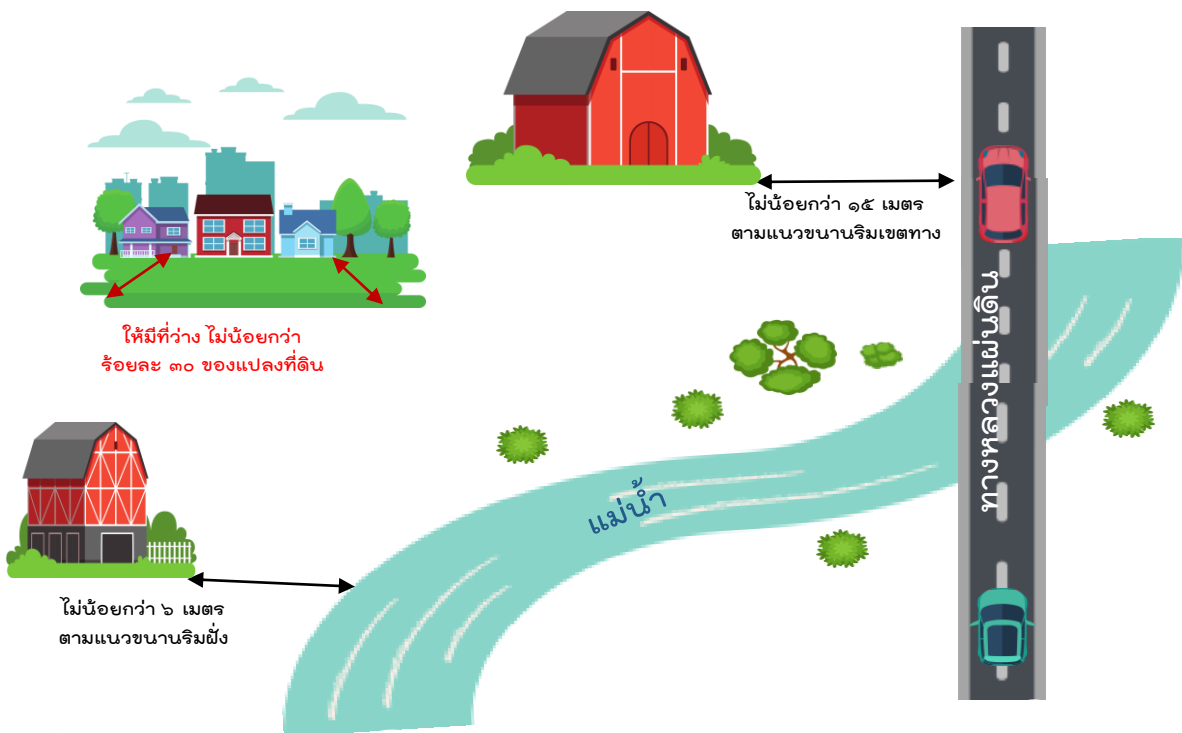 ไม่น้อยกว่า ๑๕ เมตร
ตามแนวขนานริมเขตทาง
ทางหลวงแผ่นดิน
ให้มีที่ว่าง ไม่น้อยกว่า
ร้อยละ ๓๐ ของแปลงที่ดิน
แม่น้ำ
ไม่น้อยกว่า ๖ เมตร
ตามแนวขนานริมฝั่ง